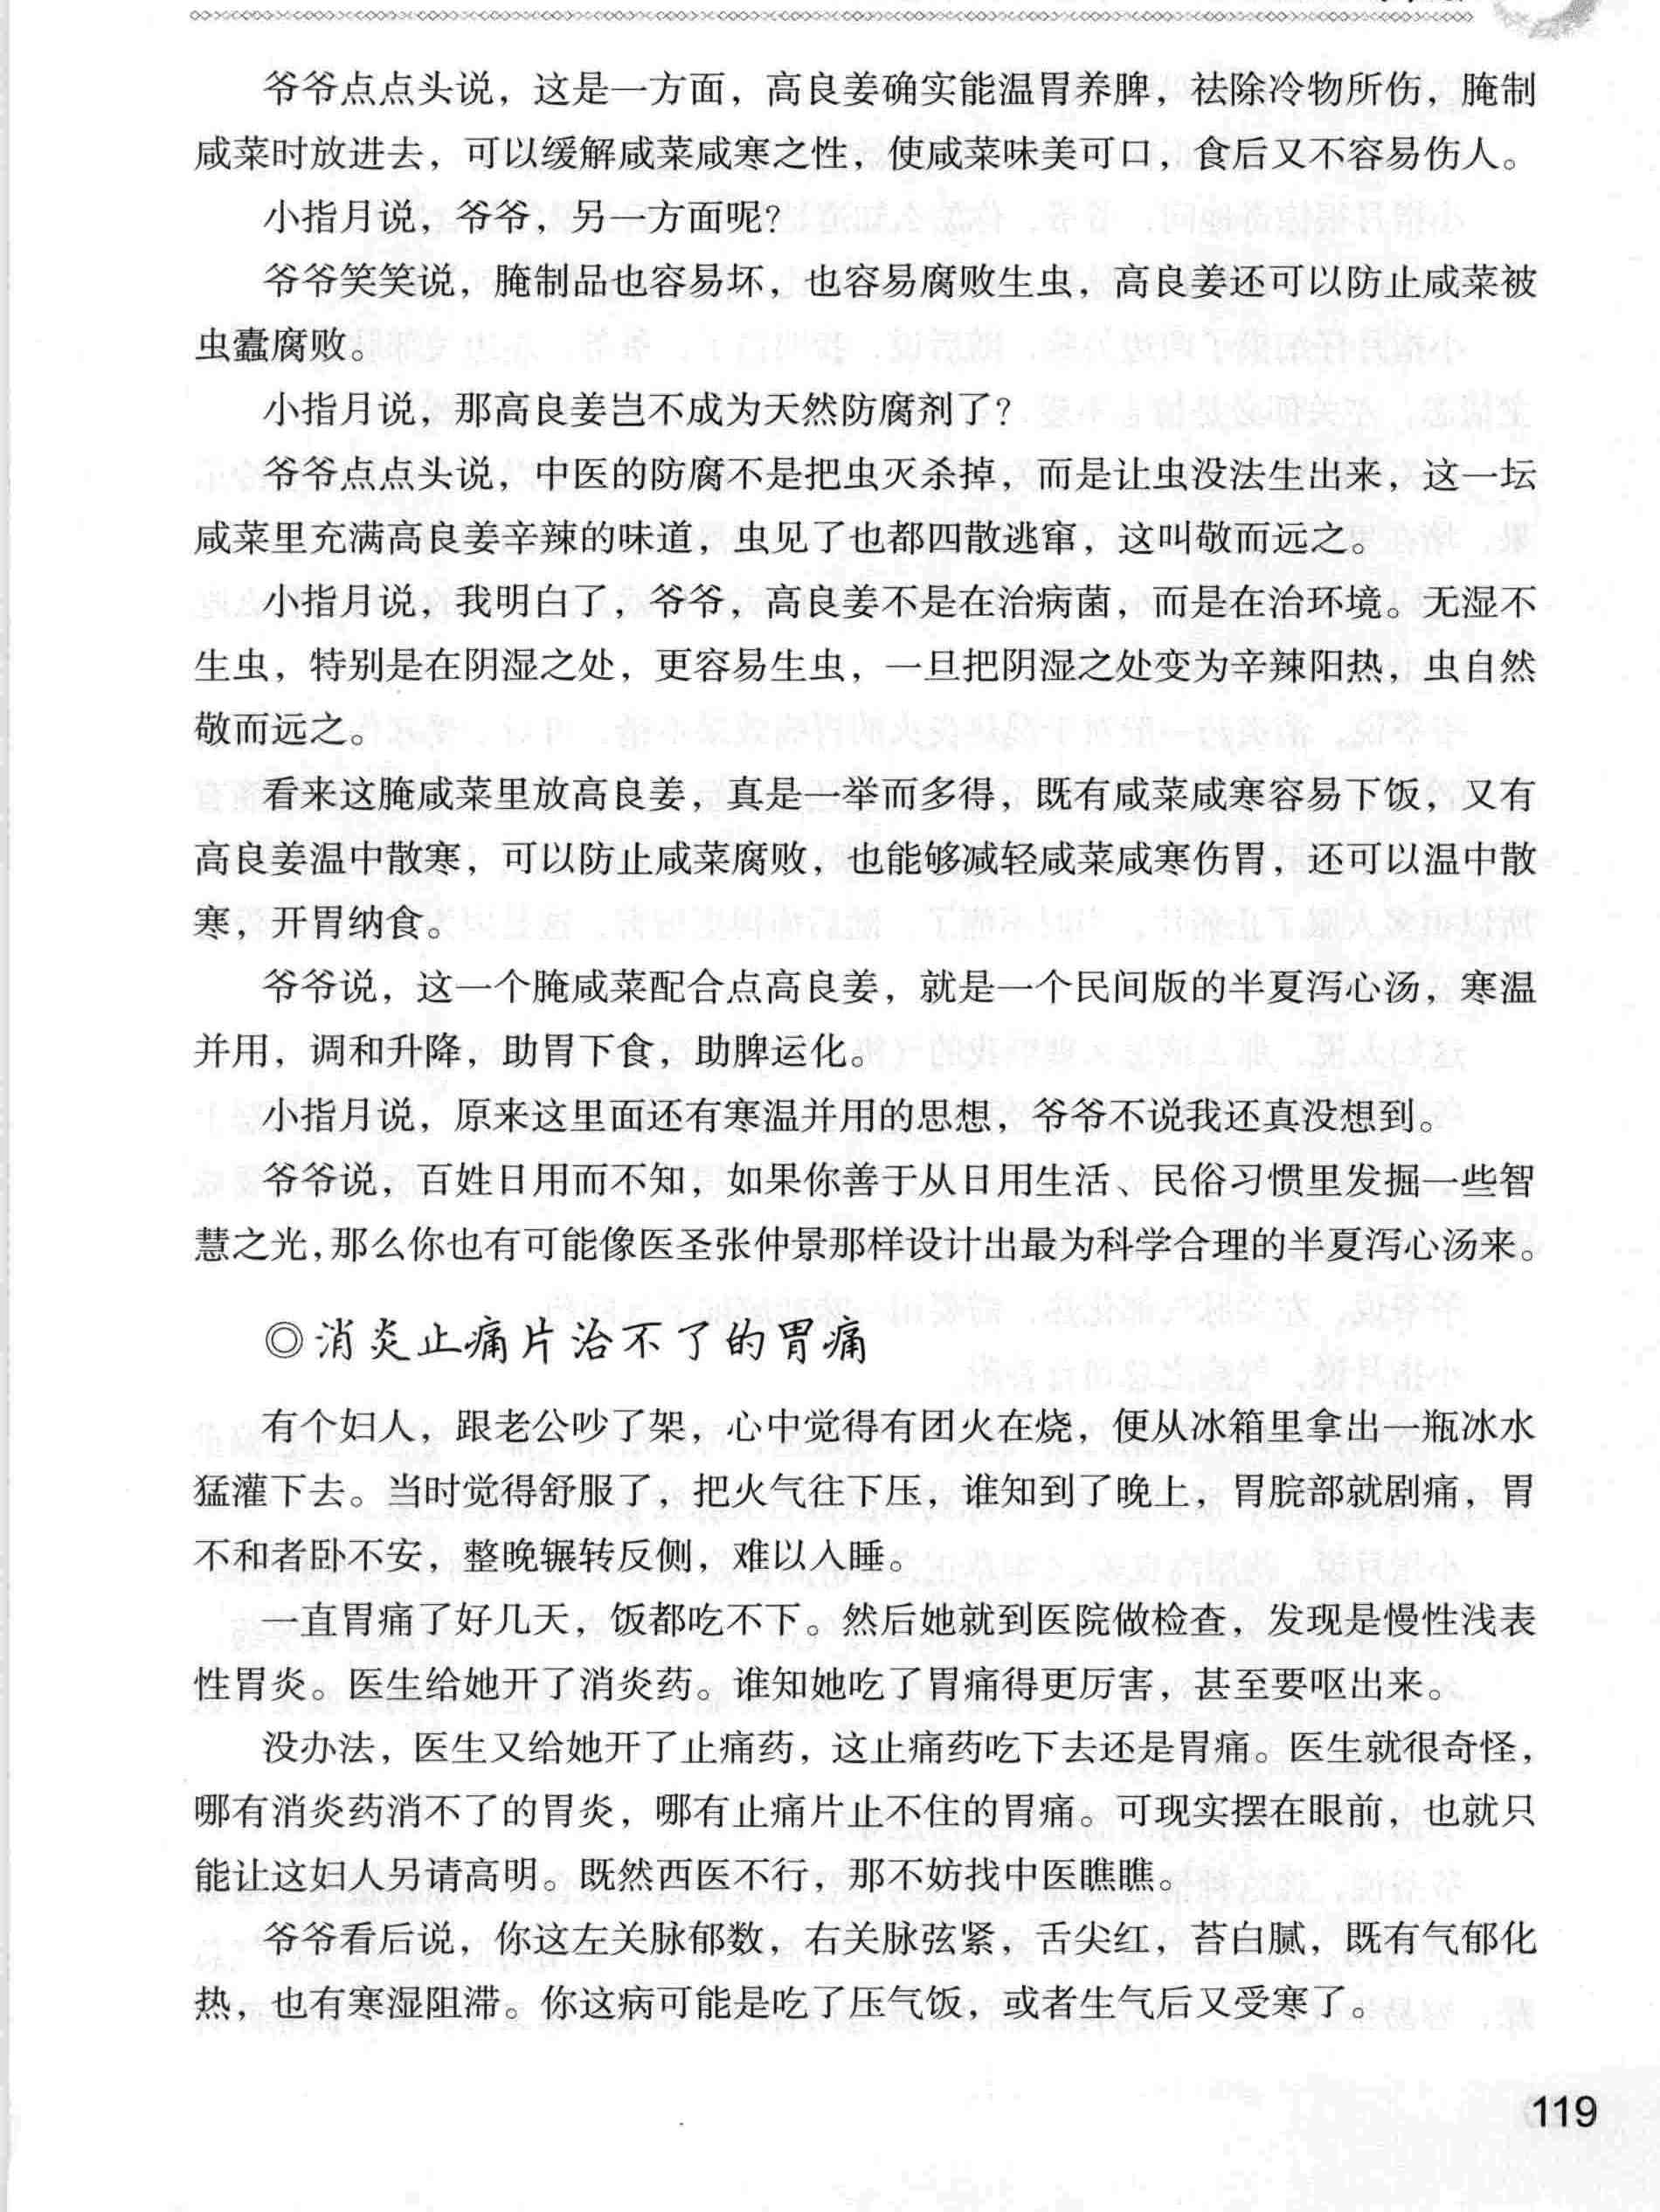 爷爷点点头说，这是一方面，高良姜确实能温胃养脾，祛除冷物所伤，腌制
咸菜时放进去，可以缓解咸菜咸寒之性，使咸菜味美可口，食后又不容易伤人。
小指月说，爷爷，另一方面呢？
爷爷笑笑说，腌制品也容易坏，也容易腐败生虫，高良姜还可以防止咸菜被
虫蠹腐败。
小指月说，那高良姜岂不成为天然防腐剂了？
爷爷点点头说，中医的防腐不是把虫灭杀掉，而是让虫没法生出来，这一坛
咸菜里充满高良姜辛辣的味道，虫见了也都四散逃窜，这叫敬而远之。
小指月说，我明白了，爷爷，高良姜不是在治病菌，而是在治环境。无湿不
生虫，特别是在阴湿之处，更容易生虫，一旦把阴湿之处变为辛辣阳热，虫自然
敬而远之。
看来这腌咸菜里放高良姜，真是一举而多得，既有咸菜咸寒容易下饭，又有
高良姜温中散寒，可以防止咸菜腐败，也能够减轻咸菜咸寒伤胃，还可以温中散
寒，开胃纳食。
爷爷说，这一个腌咸菜配合点高良姜，就是一个民间版的半夏泻心汤，寒温
并用，调和升降，助胃下食，助脾运化。
小指月说，原来这里面还有寒温并用的思想，爷爷不说我还真没想到。
爷爷说，百姓日用而不知，如果你善于从日用生活、民俗习惯里发掘一些智
慧之光，那么你也有可能像医圣张仲景那样设计出最为科学合理的半夏泻心汤来。
◎消炎止痛片治不了的胃痛
有个妇人，跟老公吵了架，心中觉得有团火在烧，便从冰箱里拿出一瓶冰水
猛灌下去。当时觉得舒服了，把火气往下压，谁知到了晚上，胃脘部就剧痛，胃
不和者卧不安，整晚辗转反侧，难以入睡。
一直胃痛了好几天，饭都吃不下。然后她就到医院做检查，发现是慢性浅表
性胃炎。医生给她开了消炎药。谁知她吃了胃痛得更厉害，甚至要呕出来。
没办法，医生又给她开了止痛药，这止痛药吃下去还是胃痛。医生就很奇怪，
哪有消炎药消不了的胃炎，哪有止痛片止不住的胃痛。可现实摆在眼前，也就只
能让这妇人另请高明。既然西医不行，那不妨找中医瞧瞧。
爷爷看后说，你这左关脉郁数，右关脉弦紧，舌尖红，苔白腻，既有气郁化
热，也有寒湿阻滞。你这病可能是吃了压气饭，或者生气后又受寒了。
119